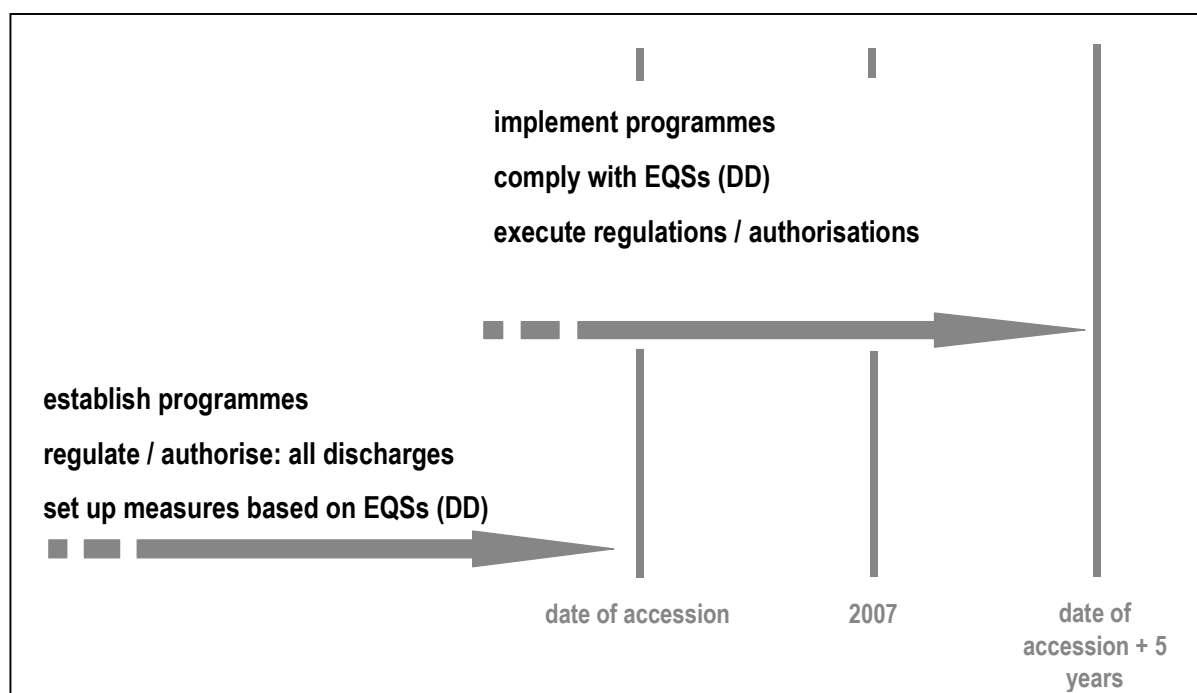 implement programmes
comply with EQSs (DD)
execute regulations / authorisations
establish programmes
regulate / authorise: all discharges
set up measures based on EQSs (DD)
date of accession
2007
date of
accession + 5
years